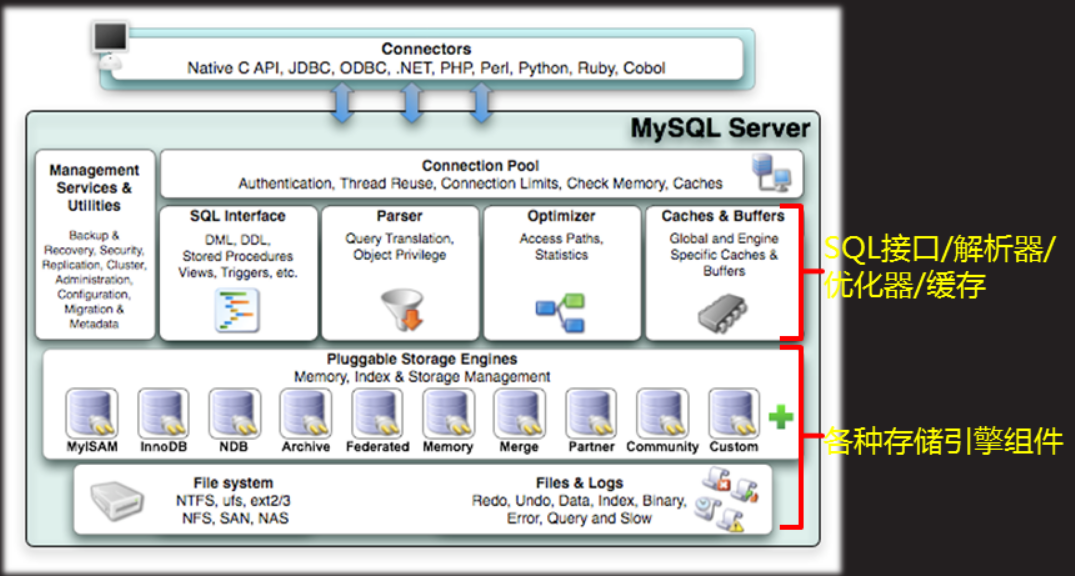 Connectors
Native C API, JDBC, ODBC, .NET, PHP, Perl, Python, Ruby, Cobol
MySQL Server
Management
Services &
Utilities
Backup &
Recovery, Security,
Replication, Cluster,
Administration,
Configuration,
Migration &
Metadata
Connection Pool
Authentication, Thread Reuse, Connection Limits, Check Memory, Caches
SQL Interface
DML, DDL,
Stored Procedures
Views, Triggers, etc.
Parser
Query Translation,
Object Privilege
Optimizer
Access Paths,
Statistics
Caches & Buffers
Global and Engine
Specific Caches &
Buffers
SQL接口/解析器/
优化器/缓存
Pluggable Storage Engines
Memory, Index & Storage Management
MyISAM
InnoDB
NDB
Archive
Federated
Memory
Merge
Partner
Community
Custom
各种存储引擎组件
File system
NTFS, ufs, ext2/3
NFS, SAN, NAS
Files & Logs
Redo, Undo, Data, Index, Binary,
Error, Query and Slow